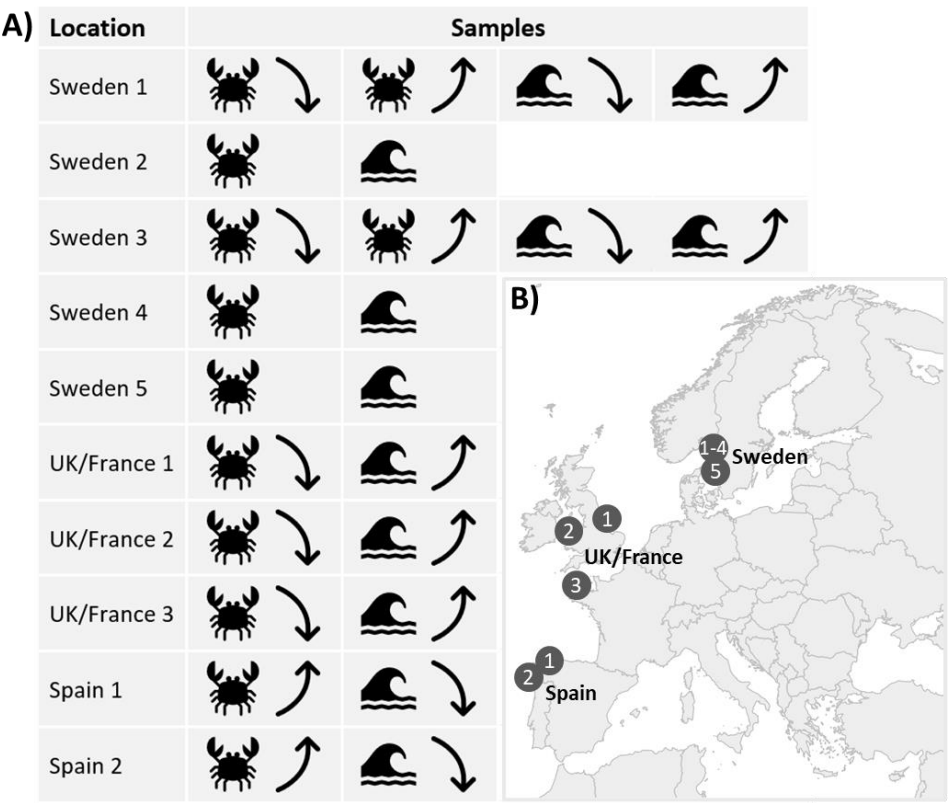 A)
Location Samples
Sweden 1
Sweden 2
Sweden 3
Sweden 4
Sweden 5
UK/France 1
UK/France 2
UK/France 3
Spain 1
Spain 2
B)
1-4
Sweden
5
1
2
UK/France
3
1
2
Spain